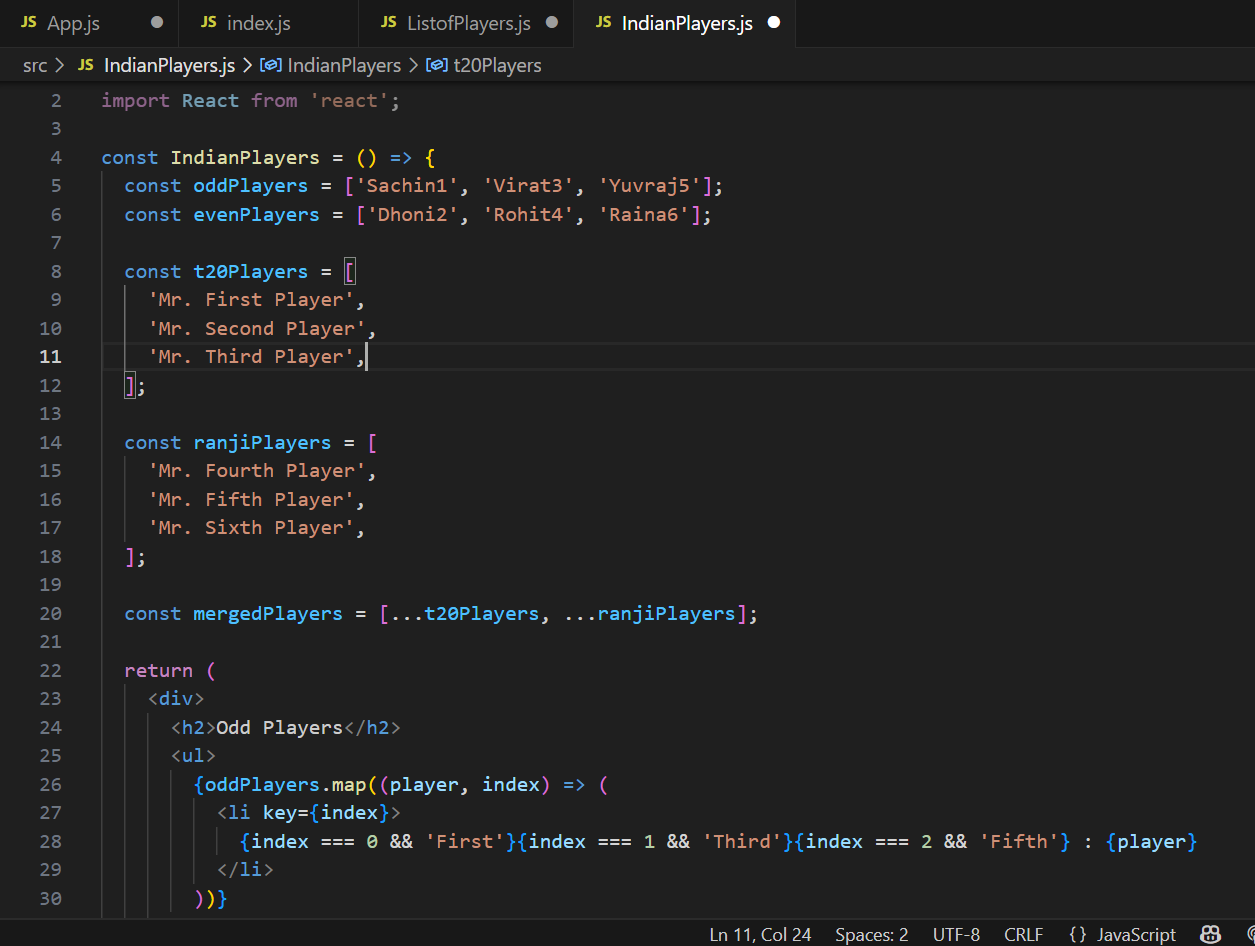 JS App.js
JS index.js
JS ListofPlayers.js
JS IndianPlayers.js
src > JS IndianPlayers.js > IndianPlayers > t20Players
2 import React from 'react';
3
4 const IndianPlayers = () => {
5   const oddPlayers = ['Sachin1', 'Virat3', 'Yuvraj5'];
6   const evenPlayers = ['Dhoni2', 'Rohit4', 'Raina6'];
7
8   const t20Players = [
9     'Mr. First Player',
10     'Mr. Second Player',
11     'Mr. Third Player',
12   ];
13
14   const ranjiPlayers = [
15     'Mr. Fourth Player',
16     'Mr. Fifth Player',
17     'Mr. Sixth Player',
18   ];
19
20   const mergedPlayers = [...t20Players, ...ranjiPlayers];
21
22   return (
23     <div>
24       <h2>Odd Players</h2>
25       <ul>
26         {oddPlayers.map((player, index) => (
27           <li key={index}>
28             {index === 0 && 'First'}{index === 1 && 'Third'}{index === 2 && 'Fifth'} : {player}
29           </li>
30         ))}
Ln 11, Col 24 Spaces: 2 UTF-8 CRLF {} JavaScript